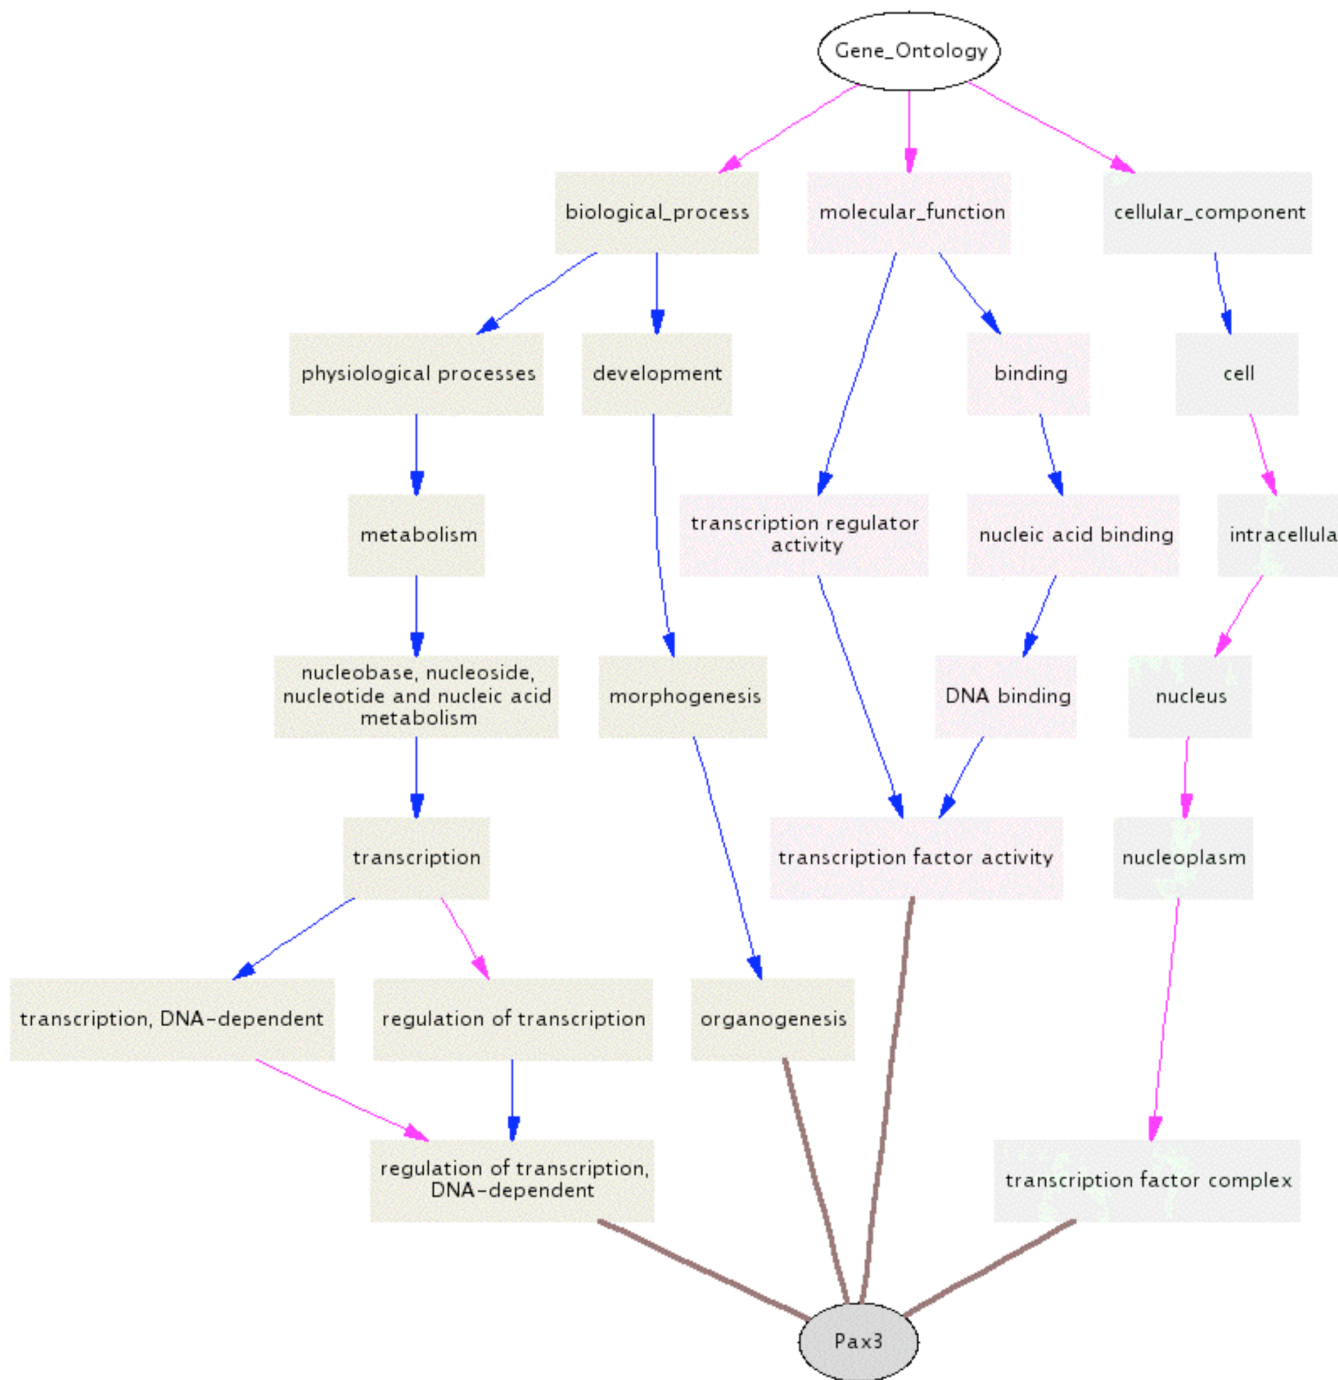 Gene_Ontology
biological_process
molecular_function
cellular_component
physiological processes
development
binding
cell
metabolism
transcription regulator
activity
nucleic acid binding
intracellula
nucleobase, nucleoside,
nucleotide and nucleic acid
metabolism
morphogenesis
DNA binding
nucleus
transcription
transcription factor activity
nucleoplasm
transcription, DNA-dependent
regulation of transcription
organogenesis
regulation of transcription,
DNA-dependent
transcription factor complex
Pax3